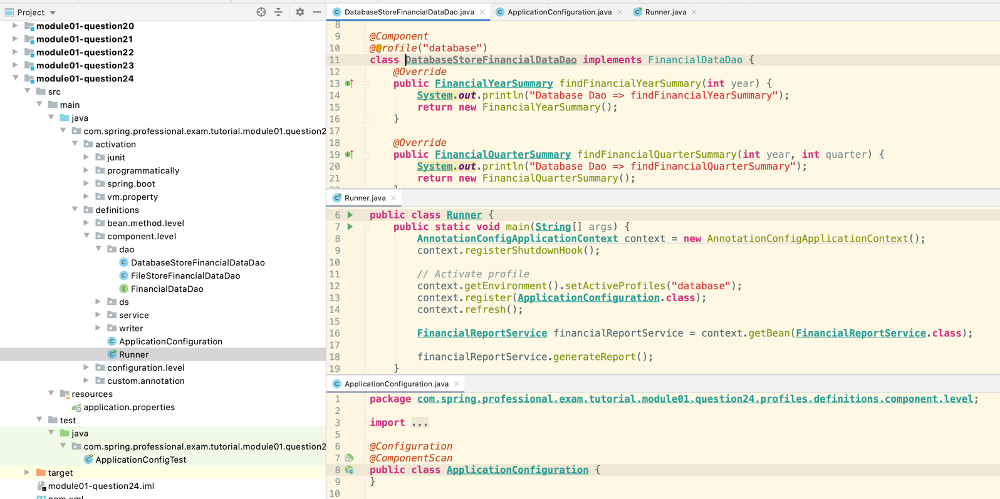 Project
module01-question20
module01-question21
module01-question22
module01-question23
module01-question24
src
main
java
com.spring.professional.exam.tutorial.module01.question2
activation
junit
programmatically
spring.boot
vm.property
definitions
bean.method.level
component.level
dao
DatabaseStoreFinancialDataDao
FileStoreFinancialDataDao
FinancialDataDao
ds
service
writer
ApplicationConfiguration
Runner
configuration.level
custom.annotation
resources
application.properties
test
java
com.spring.professional.exam.tutorial.module01.question2
ApplicationConfigTest
target
module01-question24.iml
pom.xml
DatabaseStoreFinancialDataDao.java ApplicationConfiguration.java Runner.java
8
9 @Component
10 @Profile("database")
11 class DatabaseStoreFinancialDataDao implements FinancialDataDao {
12 @Override
13 public FinancialYearSummary findFinancialYearSummary(int year) {
14 System.out.println("Database Dao => findFinancialYearSummary");
15 return new FinancialYearSummary();
16 }
17
18 @Override
19 public FinancialQuarterSummary findFinancialQuarterSummary(int year, int quarter) {
20 System.out.println("Database Dao => findFinancialQuarterSummary");
21 return new FinancialQuarterSummary();
22 }
Runner.java
6 public class Runner {
7 public static void main(String[] args) {
8 AnnotationConfigApplicationContext context = new AnnotationConfigApplicationContext();
9 context.registerShutdownHook();
10
11 // Activate profile
12 context.getEnvironment().setActiveProfiles("database");
13 context.register(ApplicationConfiguration.class);
14 context.refresh();
15
16 FinancialReportService financialReportService = context.getBean(FinancialReportService.class);
17
18 financialReportService.generateReport();
19 }
ApplicationConfiguration.java
1 package com.spring.professional.exam.tutorial.module01.question24.profiles.definitions.component.level;
2
3 import ...
5
6 @Configuration
7 @ComponentScan
8 public class ApplicationConfiguration {
9 }
10